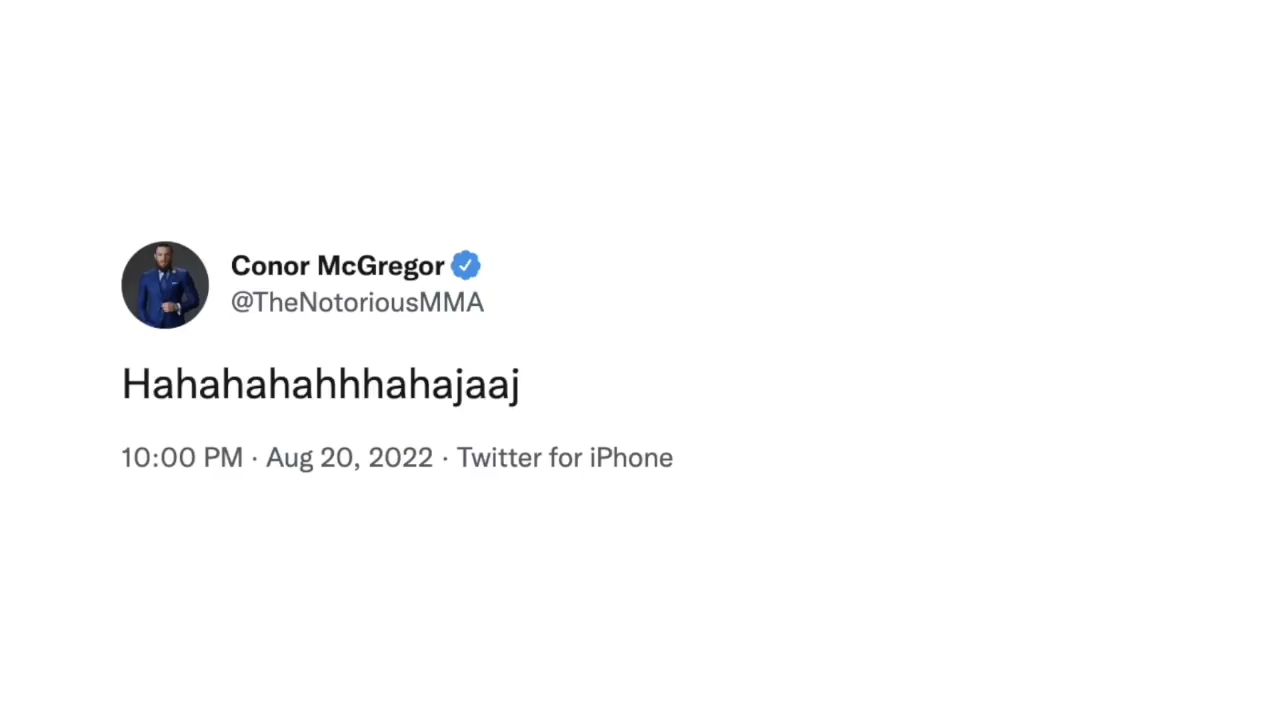 Conor McGregor
@TheNotoriousMMA
Hahahahahhhahajaaj
10:00 PM · Aug 20, 2022 · Twitter for iPhone